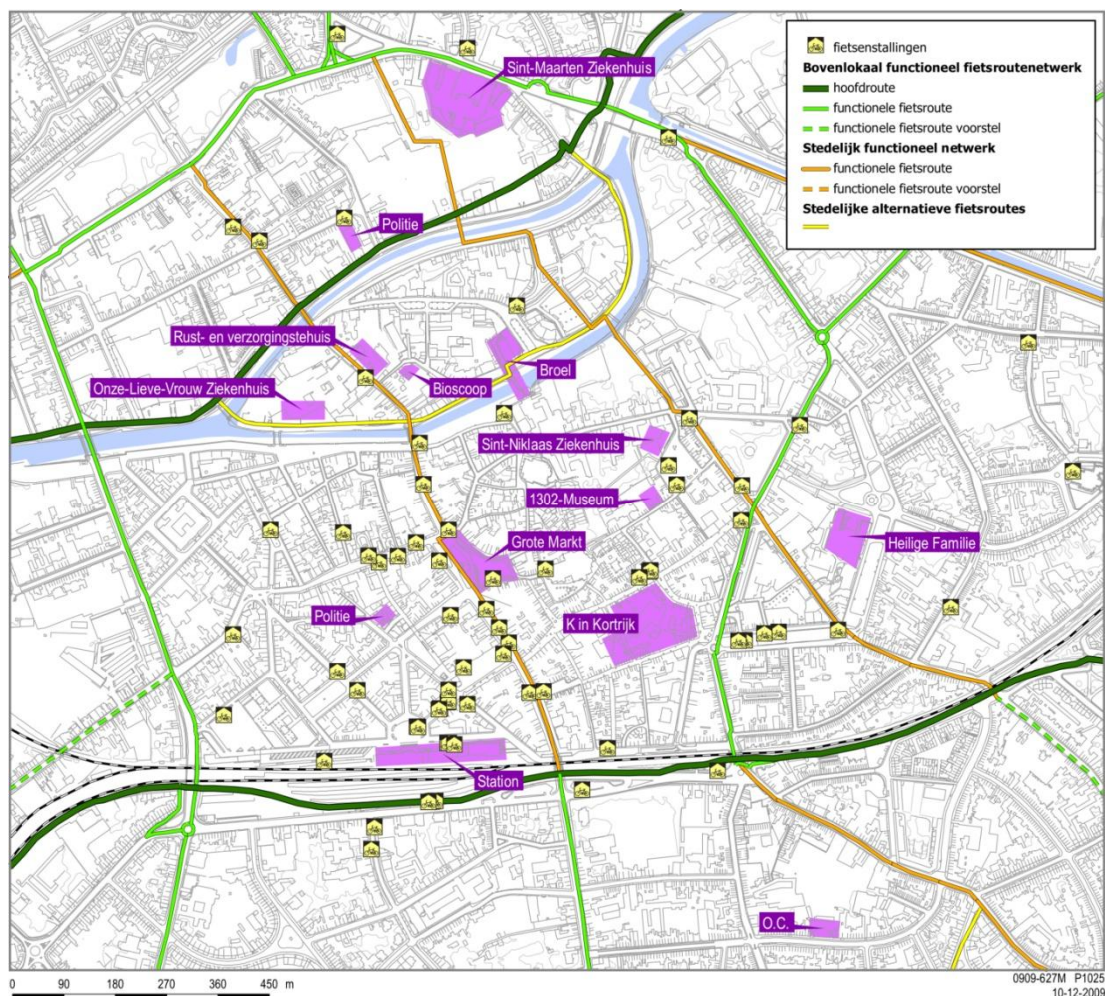 fietsenstallingen
Bovenlokaal functioneel fietsroutenetwerk
hoofdroute
functionele fietsroute
functionele fietsroute voorstel
Stedelijk functioneel netwerk
functionele fietsroute
functionele fietsroute voorstel
Stedelijke alternatieve fietsroutes
Sint-Maarten Ziekenhuis
Politie
Rust- en verzorgingstehuis
Bioscoop
Broel
Onze-Lieve-Vrouw Ziekenhuis
Sint-Niklaas Ziekenhuis
1302-Museum
Grote Markt
Heilige Familie
Politie
K in Kortrijk
Station
O.C.
0 90 180 270 360 450 m
0909-627M P1025
10-12-2009